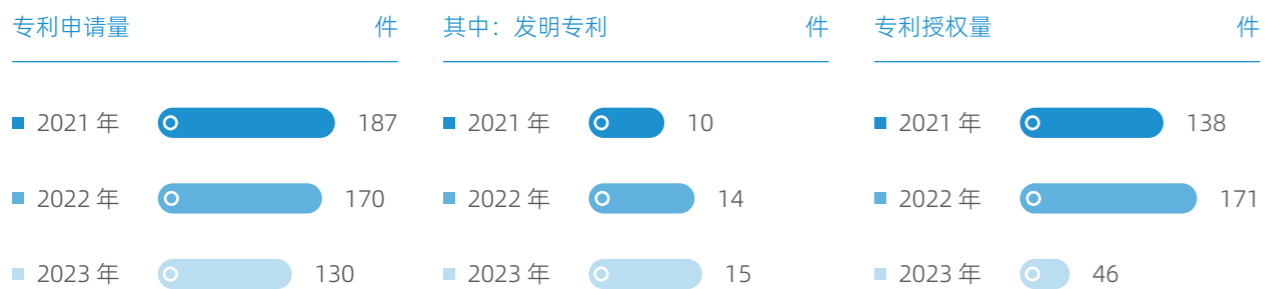 专利申请量 件
2021 年 187
2022 年 170
2023 年 130
其中：发明专利 件
2021 年 10
2022 年 14
2023 年 15
专利授权量 件
2021 年 138
2022 年 171
2023 年 46